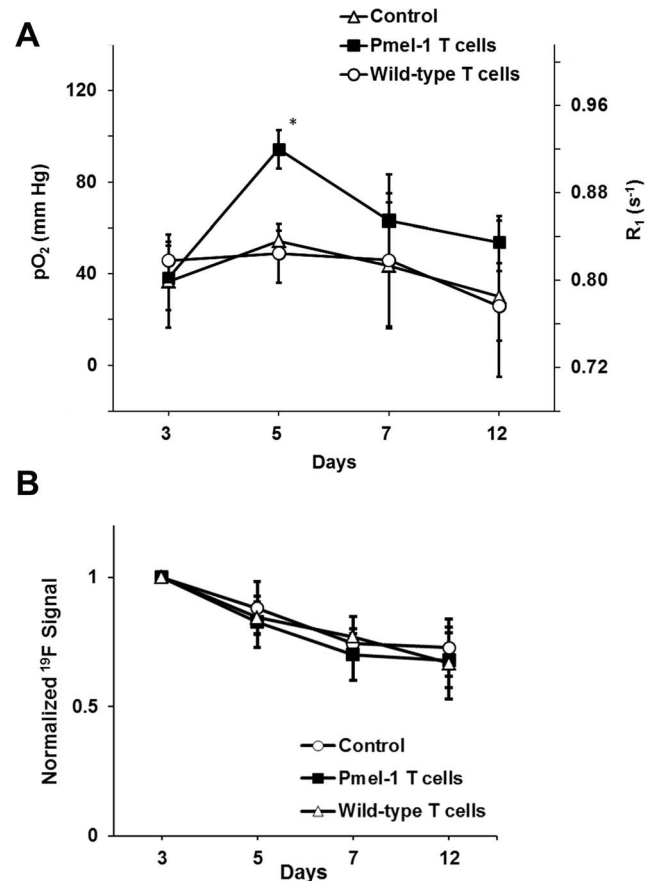 A
Control
Pmel-1 T cells
Wild-type T cells
*
120
80
40
0
pO₂ (mm Hg)
0.96
0.88
0.80
0.72
R₁ (s⁻¹)
3 5 7 12
Days
B
1
0.5
0
Normalized ¹⁹F Signal
Control
Pmel-1 T cells
Wild-type T cells
3 5 7 12
Days